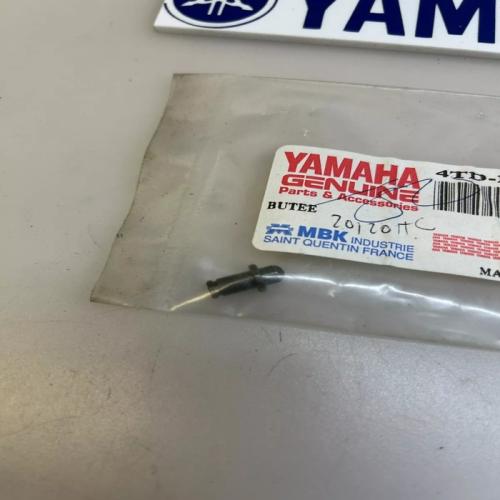 YAM
YAMAHA
GENUINE
Parts & Accessories
4TD-
BUTEE
20120HC
MBK INDUSTRIE
SAINT QUENTIN FRANCE
MA